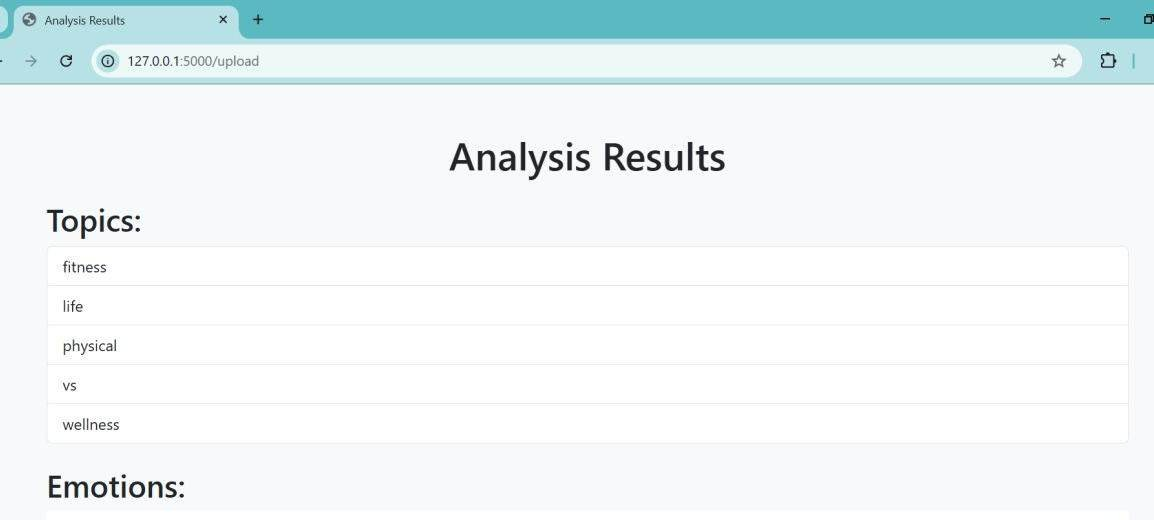 Analysis Results
127.0.0.1:5000/upload
Analysis Results
Topics:
fitness
life
physical
vs
wellness
Emotions: